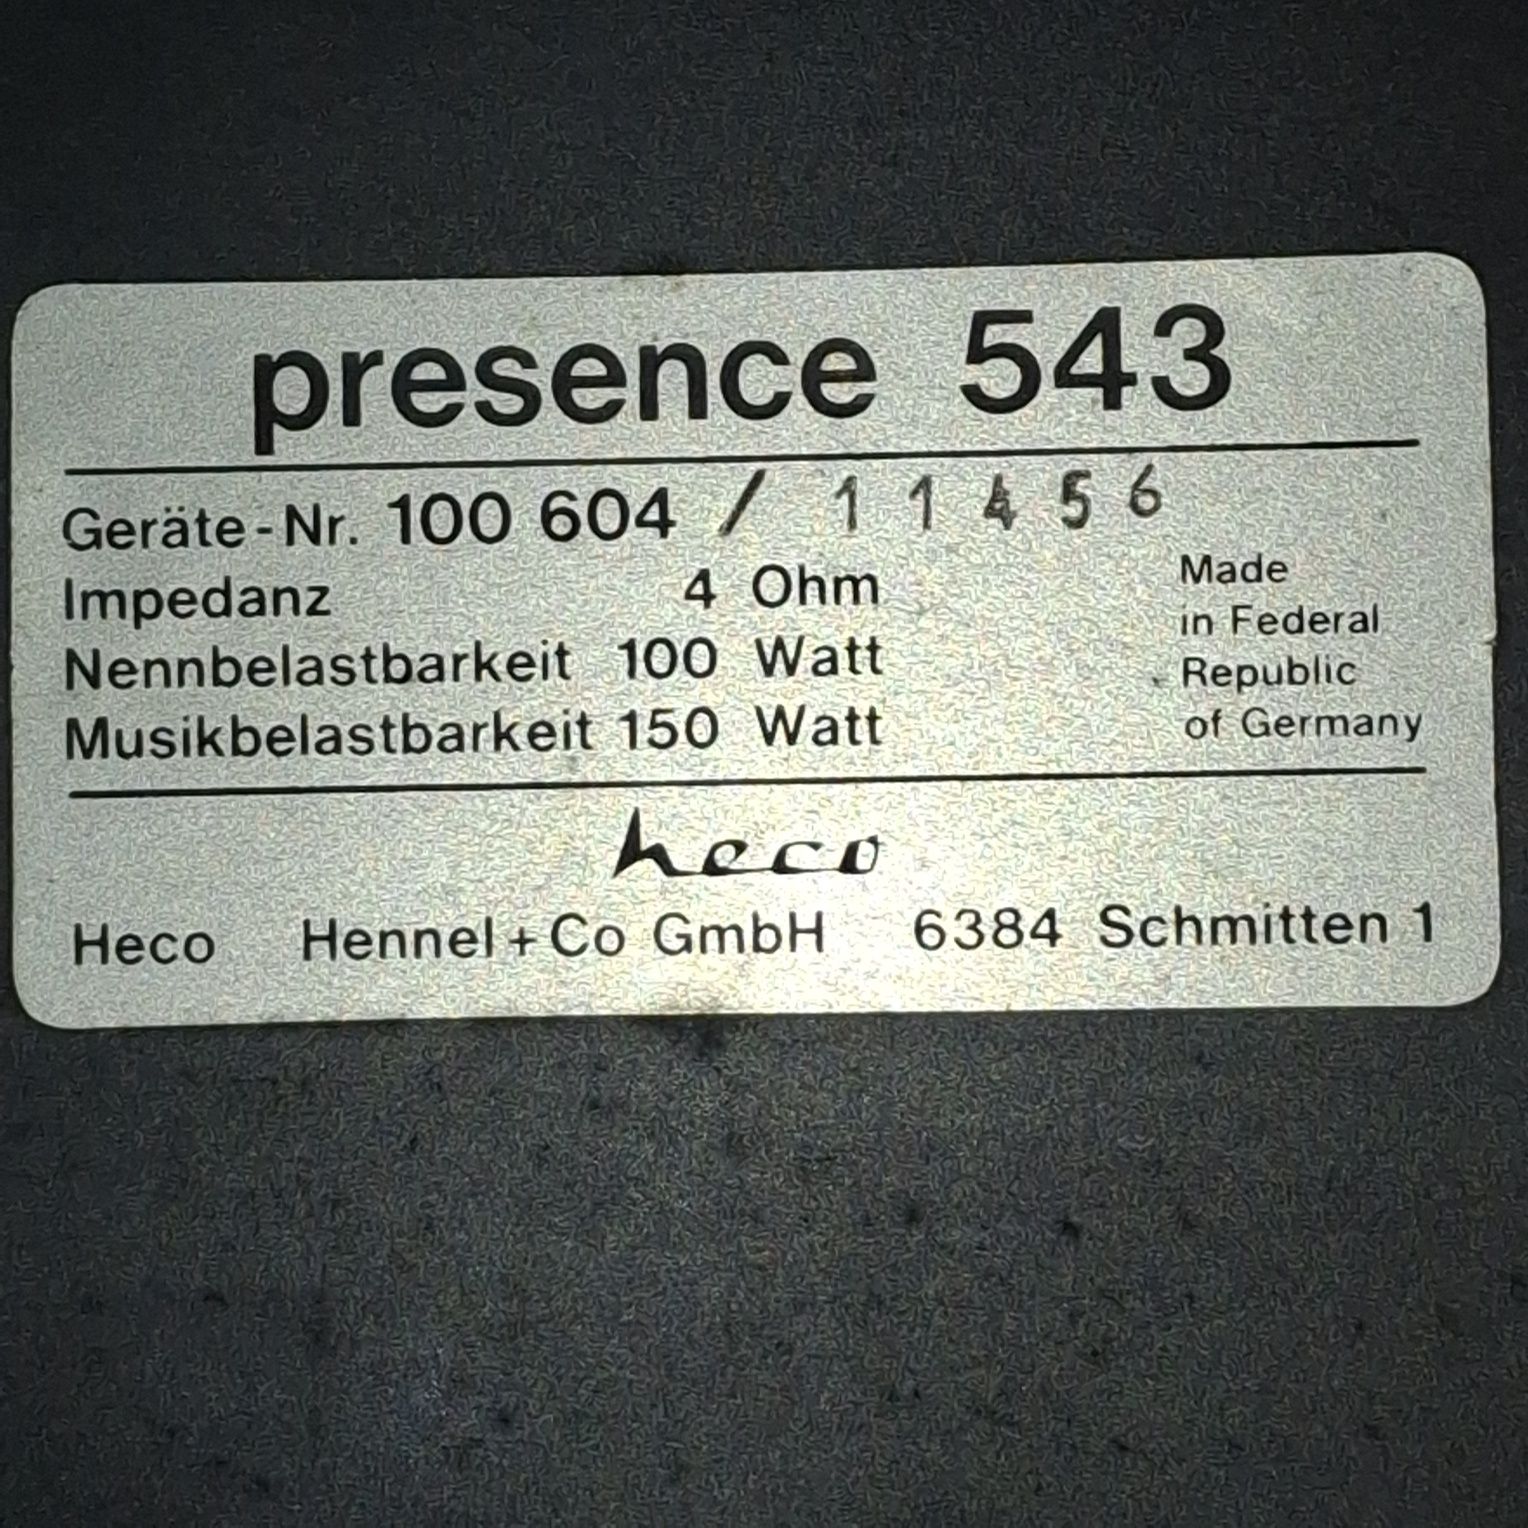 presence 543
Geräte-Nr. 100 604 / 11456
Impedanz 4 Ohm
Nennbelastbarkeit 100 Watt
Musikbelastbarkeit 150 Watt
Made
in Federal
Republic
of Germany
heco
Heco Hennel + Co GmbH 6384 Schmitten 1